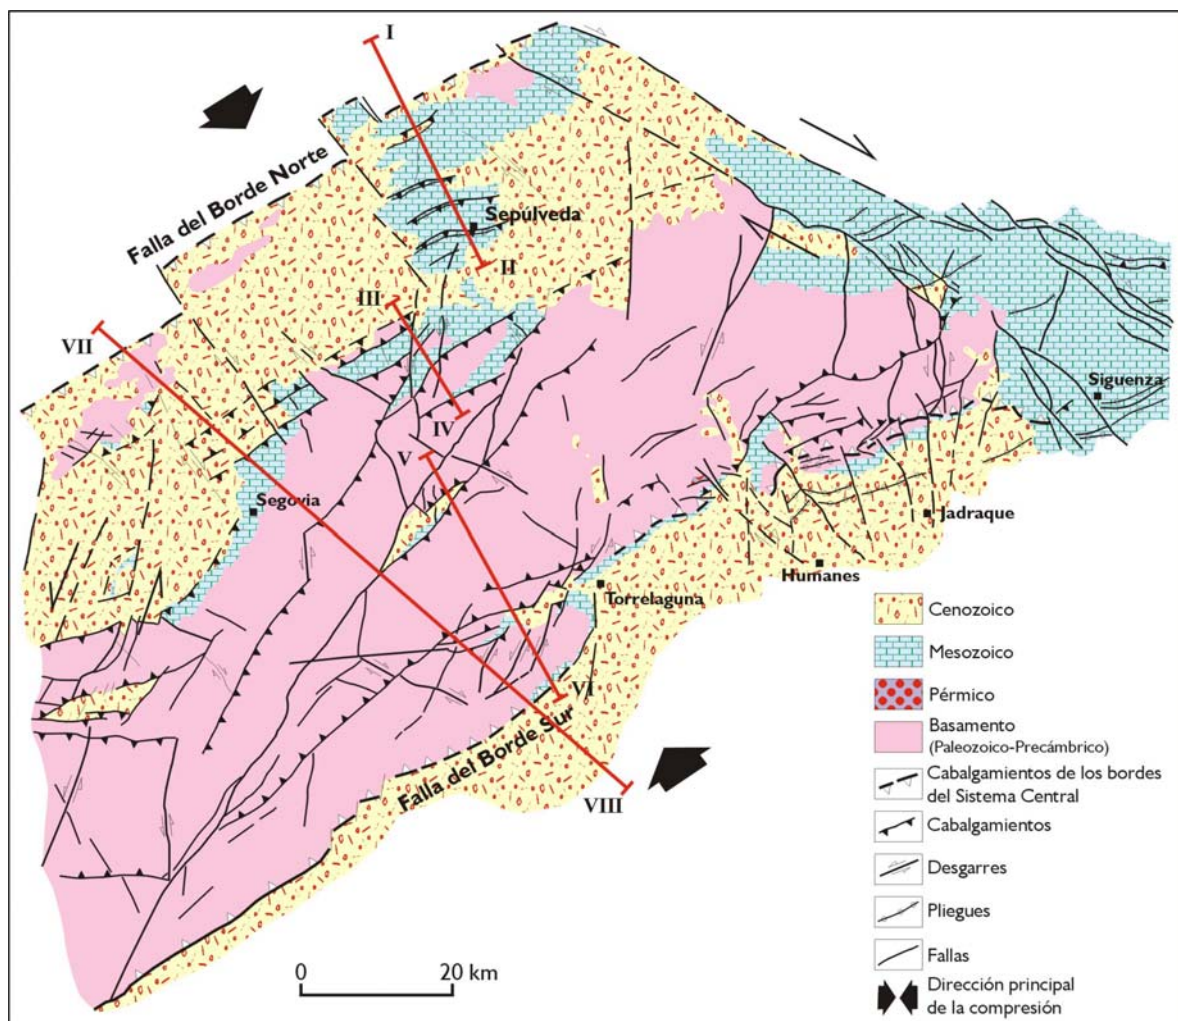 I
Falla del Borde Norte
Sepúlveda
II
III
VII
Siguenza
IV
V
Segovia
Jadraque
Humanes
Torrelaguna
VI
Falla del Borde Sur
VIII
0 20 km
Cenozoico
Mesozoico
Pérmico
Basamento
(Paleozoico-Precámbrico)
Cabalgamientos de los bordes
del Sistema Central
Cabalgamientos
Desgarres
Pliegues
Fallas
Dirección principal
de la compresión